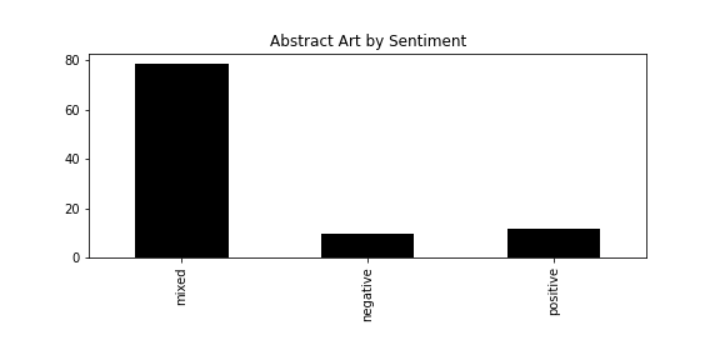 Abstract Art by Sentiment
80
60
40
20
0
mixed
negative
positive